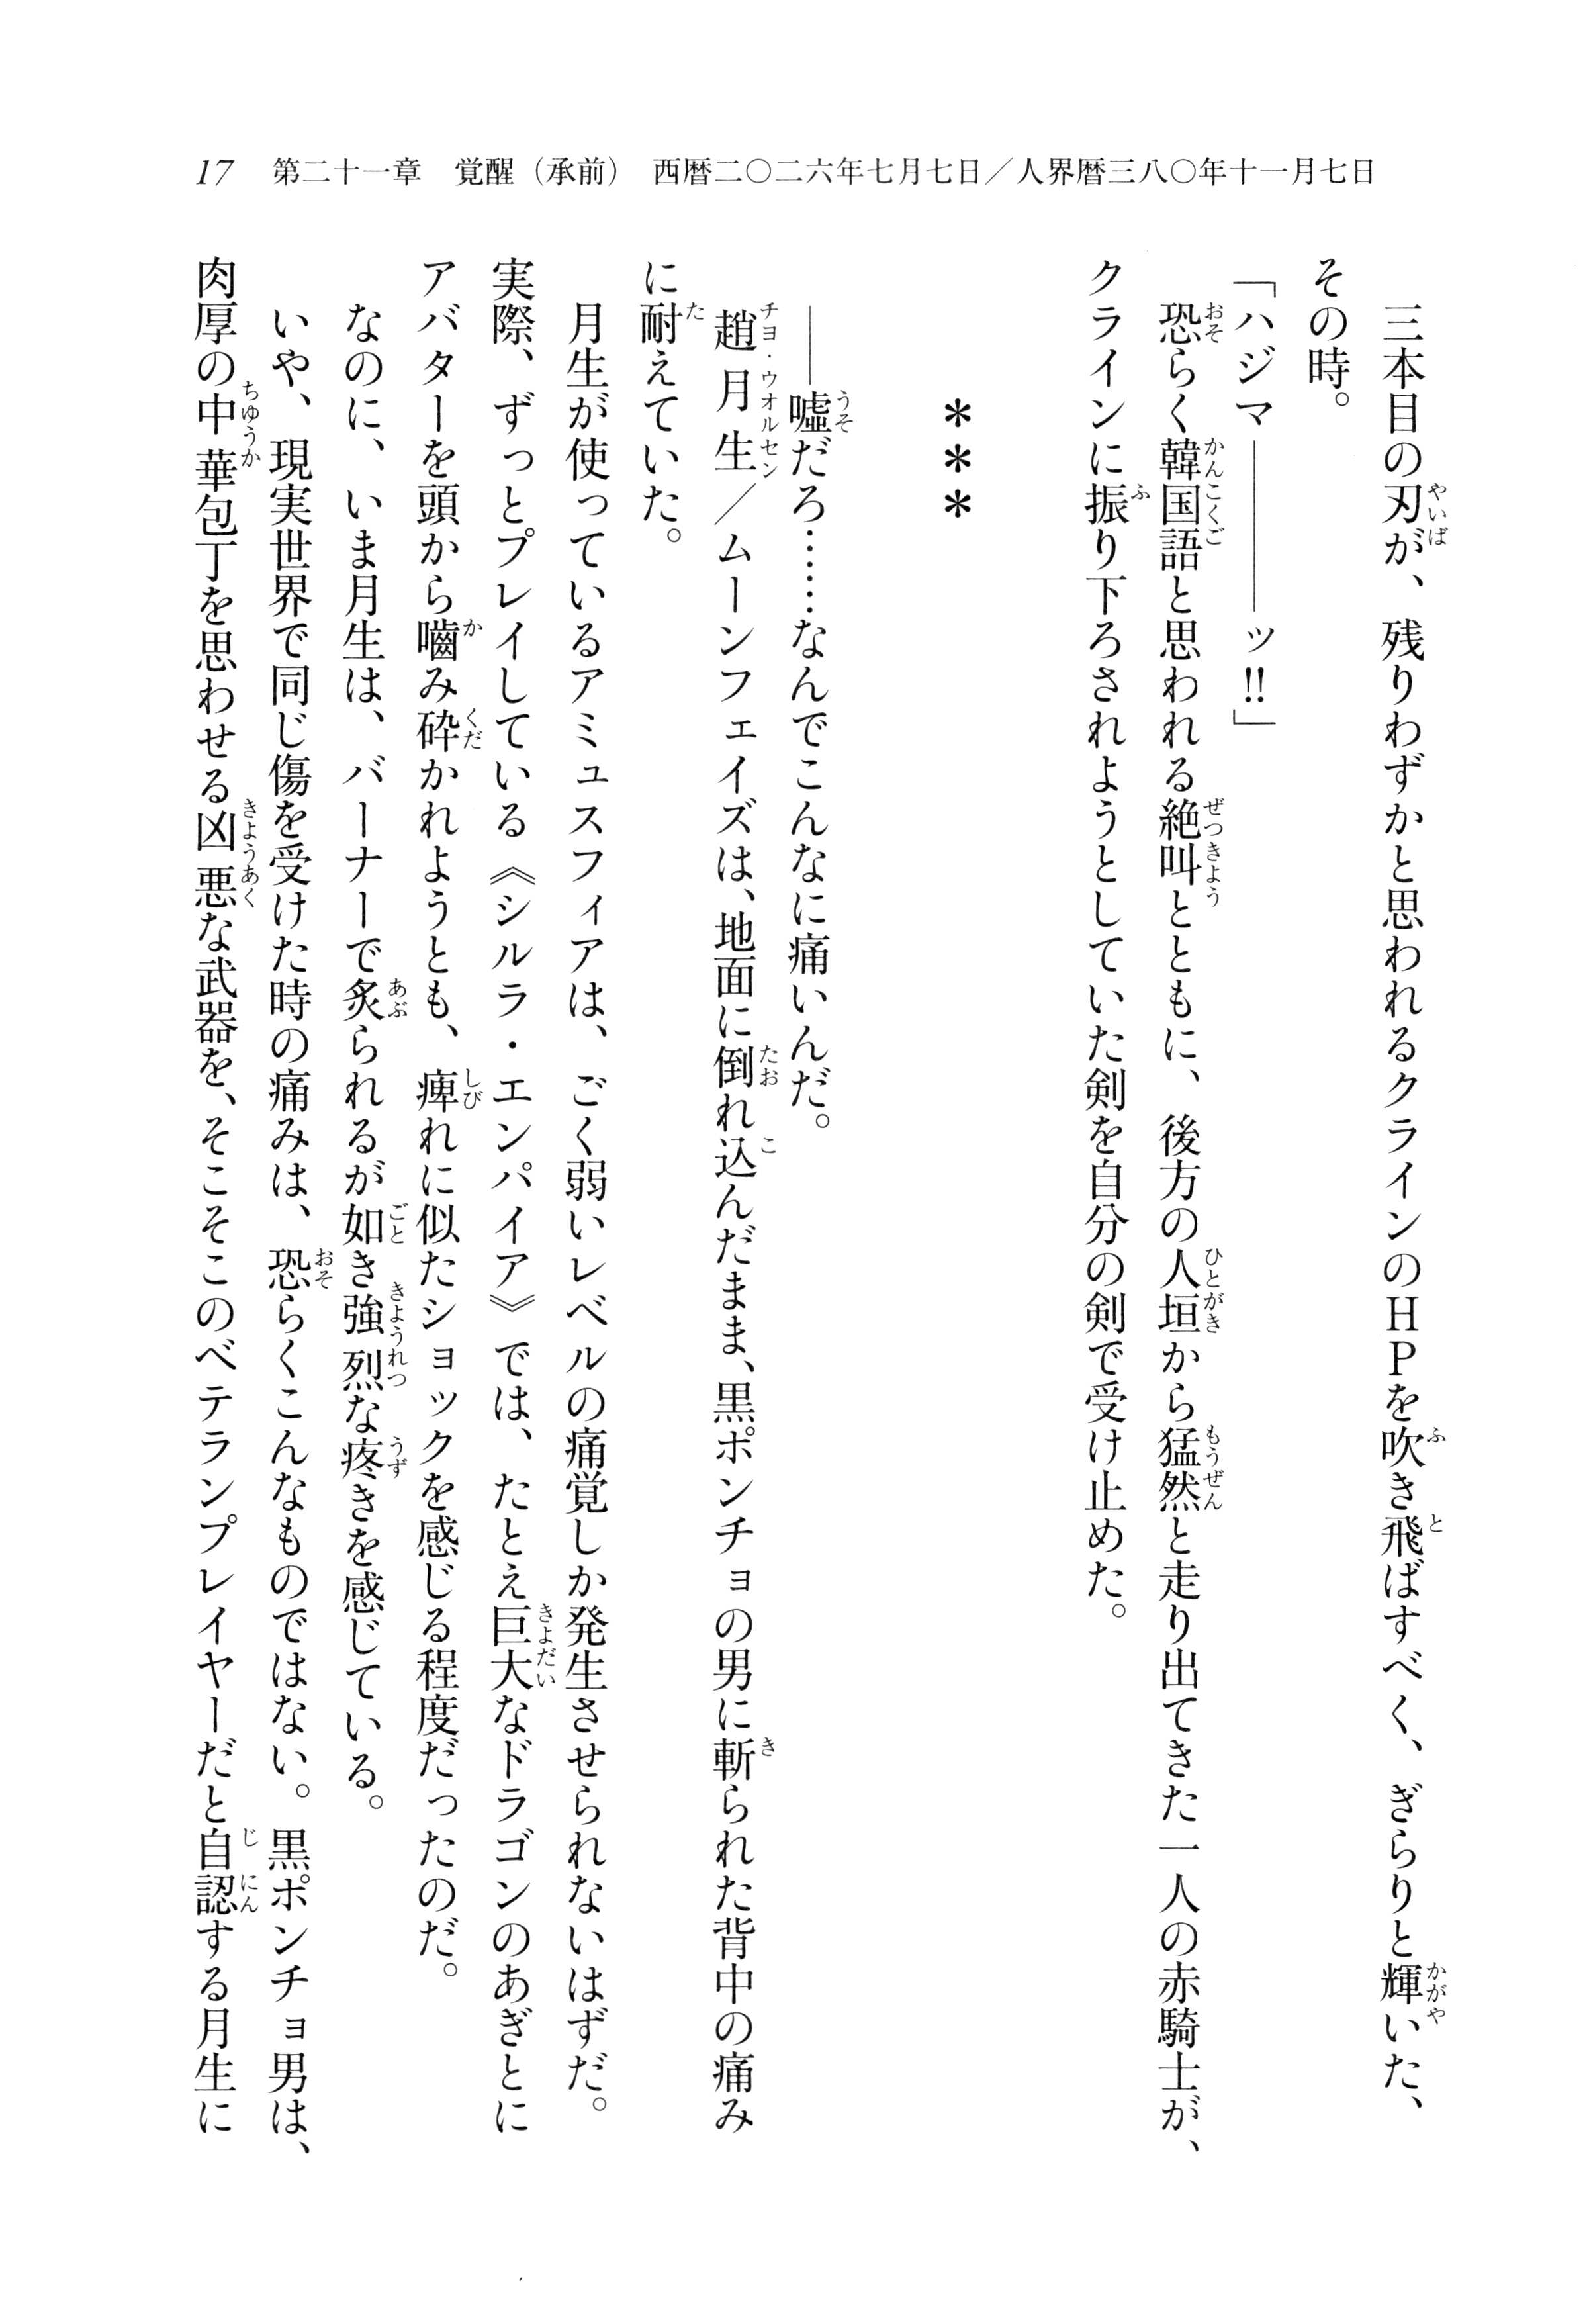 17　第二十一章　覚醒（承前）　西暦二〇二六年七月七日／人界暦三八〇年十一月七日
　三本目の刃が、残りわずかと思われるクラインのＨＰを吹き飛ばすべく、ぎらりと輝いた、
その時。
「ハジマ――――ッ!!」
　恐らく韓国語と思われる絶叫とともに、後方の人垣から猛然と走り出てきた一人の赤騎士が、
クラインに振り下ろされようとしていた剣を自分の剣で受け止めた。
＊＊＊
　――嘘だろ……なんでこんなに痛いんだ。
　趙月生／ムーンフェイズは、地面に倒れ込んだまま、黒ポンチョの男に斬られた背中の痛み
に耐えていた。
　月生が使っているアミュスフィアは、ごく弱いレベルの痛覚しか発生させられないはずだ。
実際、ずっとプレイしている《シルラ・エンパイア》では、たとえ巨大なドラゴンのあぎとに
アバターを頭から嚙み砕かれようとも、痺れに似たショックを感じる程度だったのだ。
　なのに、いま月生は、バーナーで炙られるが如き強烈な疼きを感じている。
　いや、現実世界で同じ傷を受けた時の痛みは、恐らくこんなものではない。黒ポンチョ男は、
肉厚の中華包丁を思わせる凶悪な武器を、そこそこのベテランプレイヤーだと自認する月生に